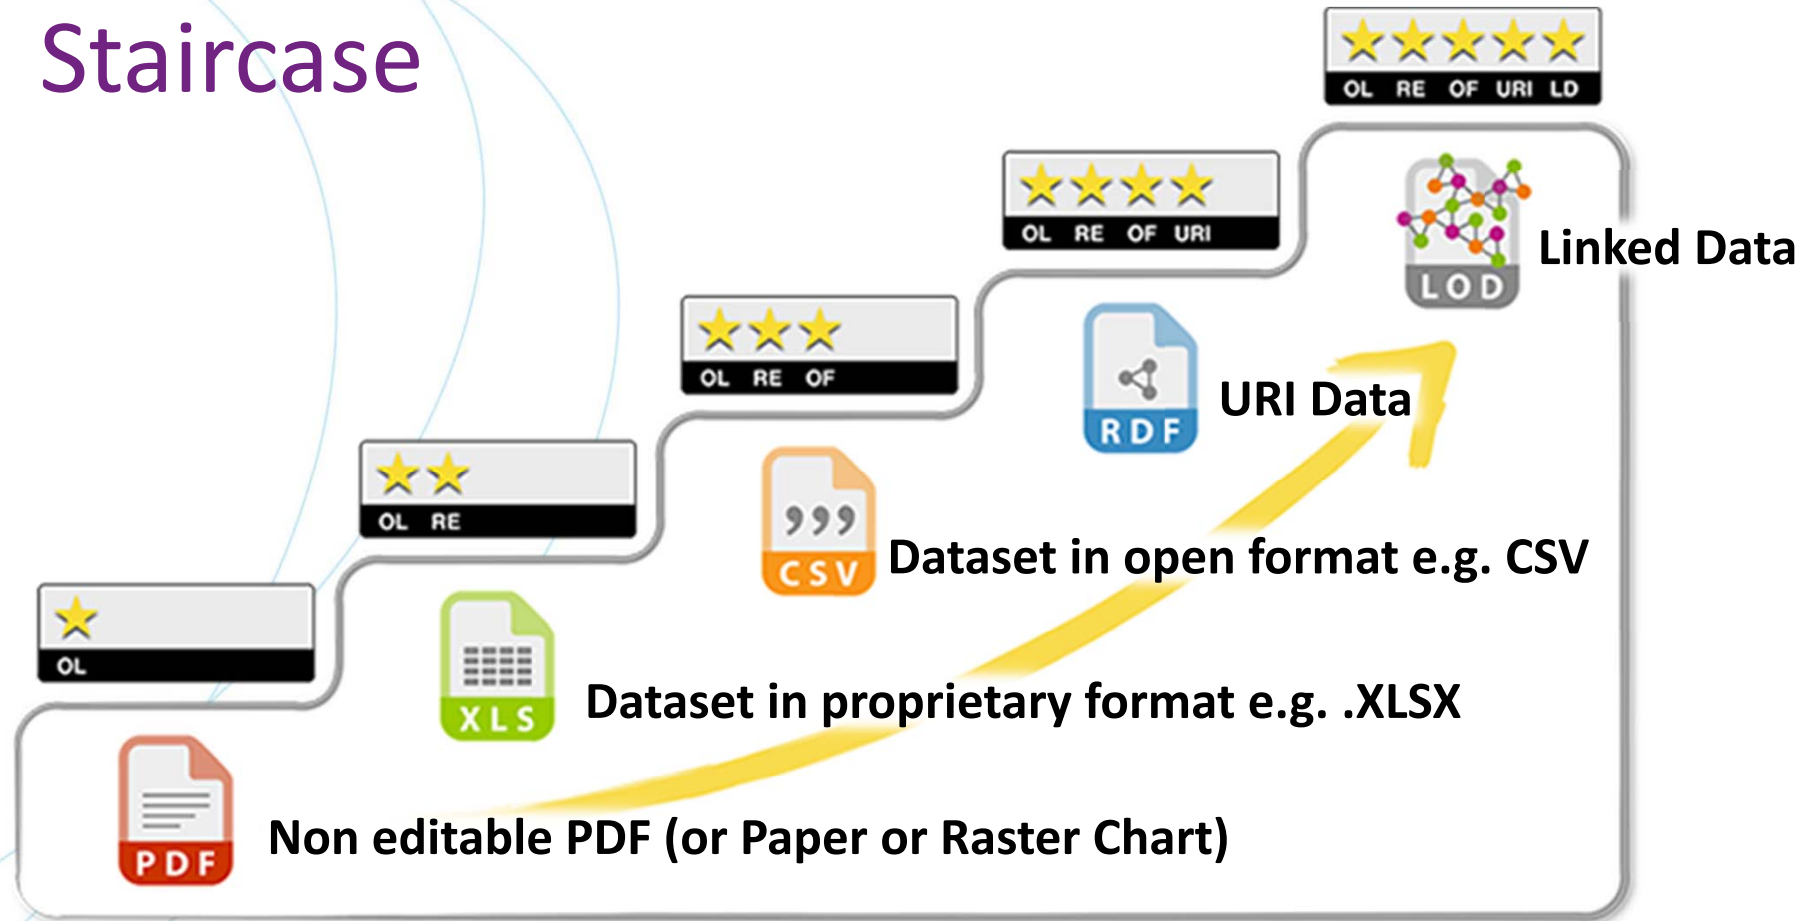 Staircase
OL RE OF URI LD
LOD
Linked Data
OL RE OF URI
RDF
URI Data
OL RE OF
,,,
CSV
Dataset in open format e.g. CSV
OL RE
XLS
Dataset in proprietary format e.g. .XLSX
OL
PDF
Non editable PDF (or Paper or Raster Chart)